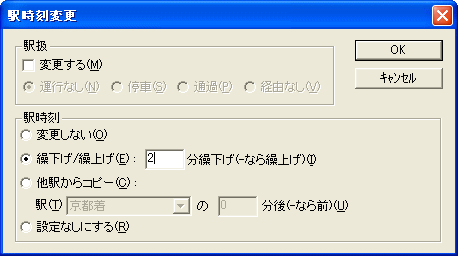 駅時刻変更
駅扱
変更する(M)
運行なし(N) 停車(S) 通過(P) 経由なし(V)
OK
キャンセル
駅時刻
変更しない(O)
繰下げ/繰上げ(E): 2 分繰下げ(-なら繰上げ)(I)
他駅からコピー(C):
駅(T) 京都着 の 0 分後(-なら前)(U)
設定なしにする(R)